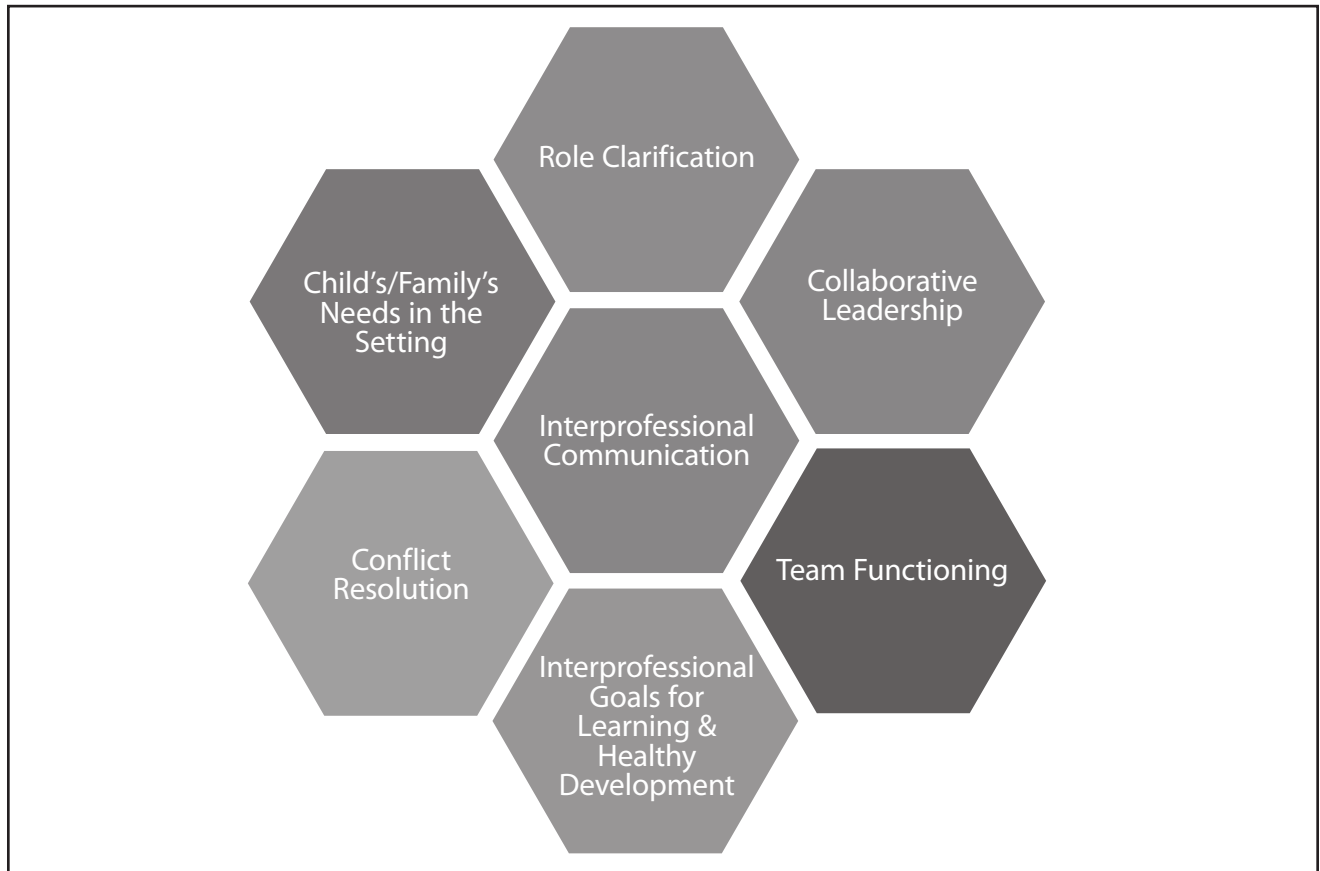 Role Clarification
Child's/Family's
Needs in the
Setting
Collaborative
Leadership
Interprofessional
Communication
Conflict
Resolution
Team Functioning
Interprofessional
Goals for
Learning &
Healthy
Development